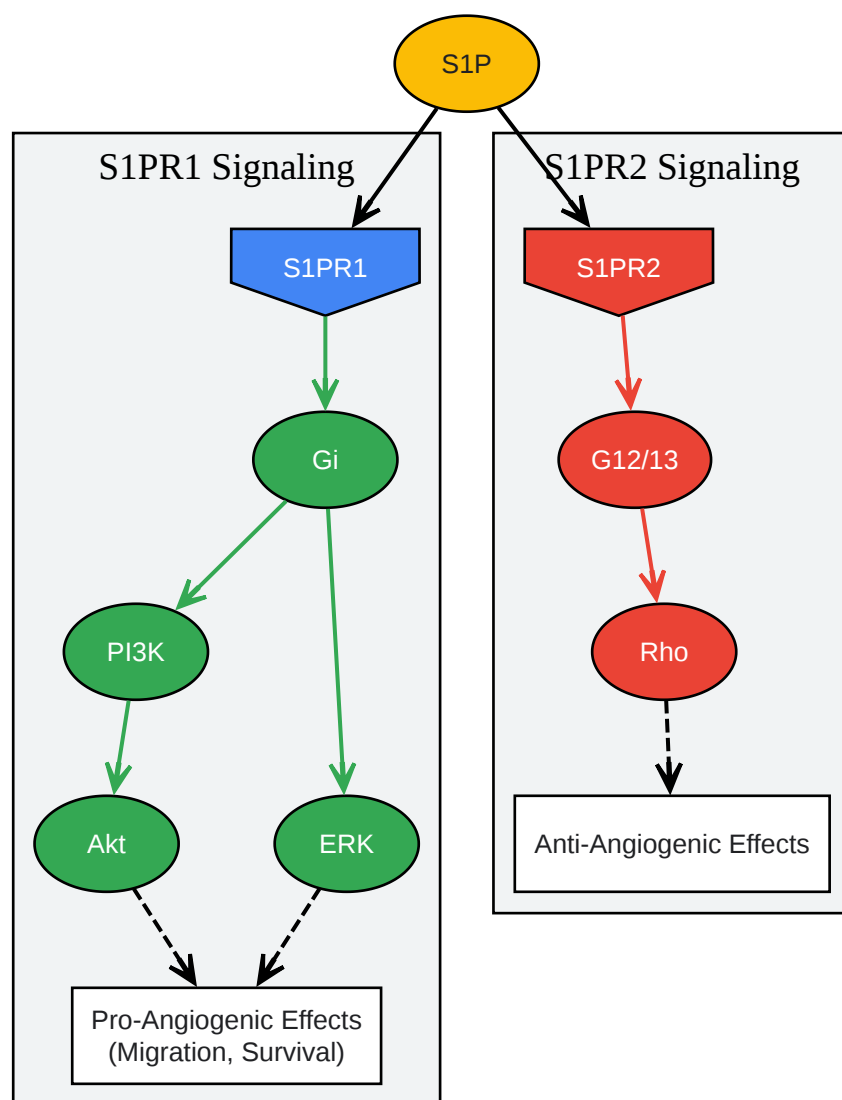 S1P
S1PR1 Signaling
S1PR2 Signaling
S1PR1
S1PR2
Gi
G12/13
PI3K
Rho
Akt
ERK
Anti-Angiogenic Effects
Pro-Angiogenic Effects
(Migration, Survival)